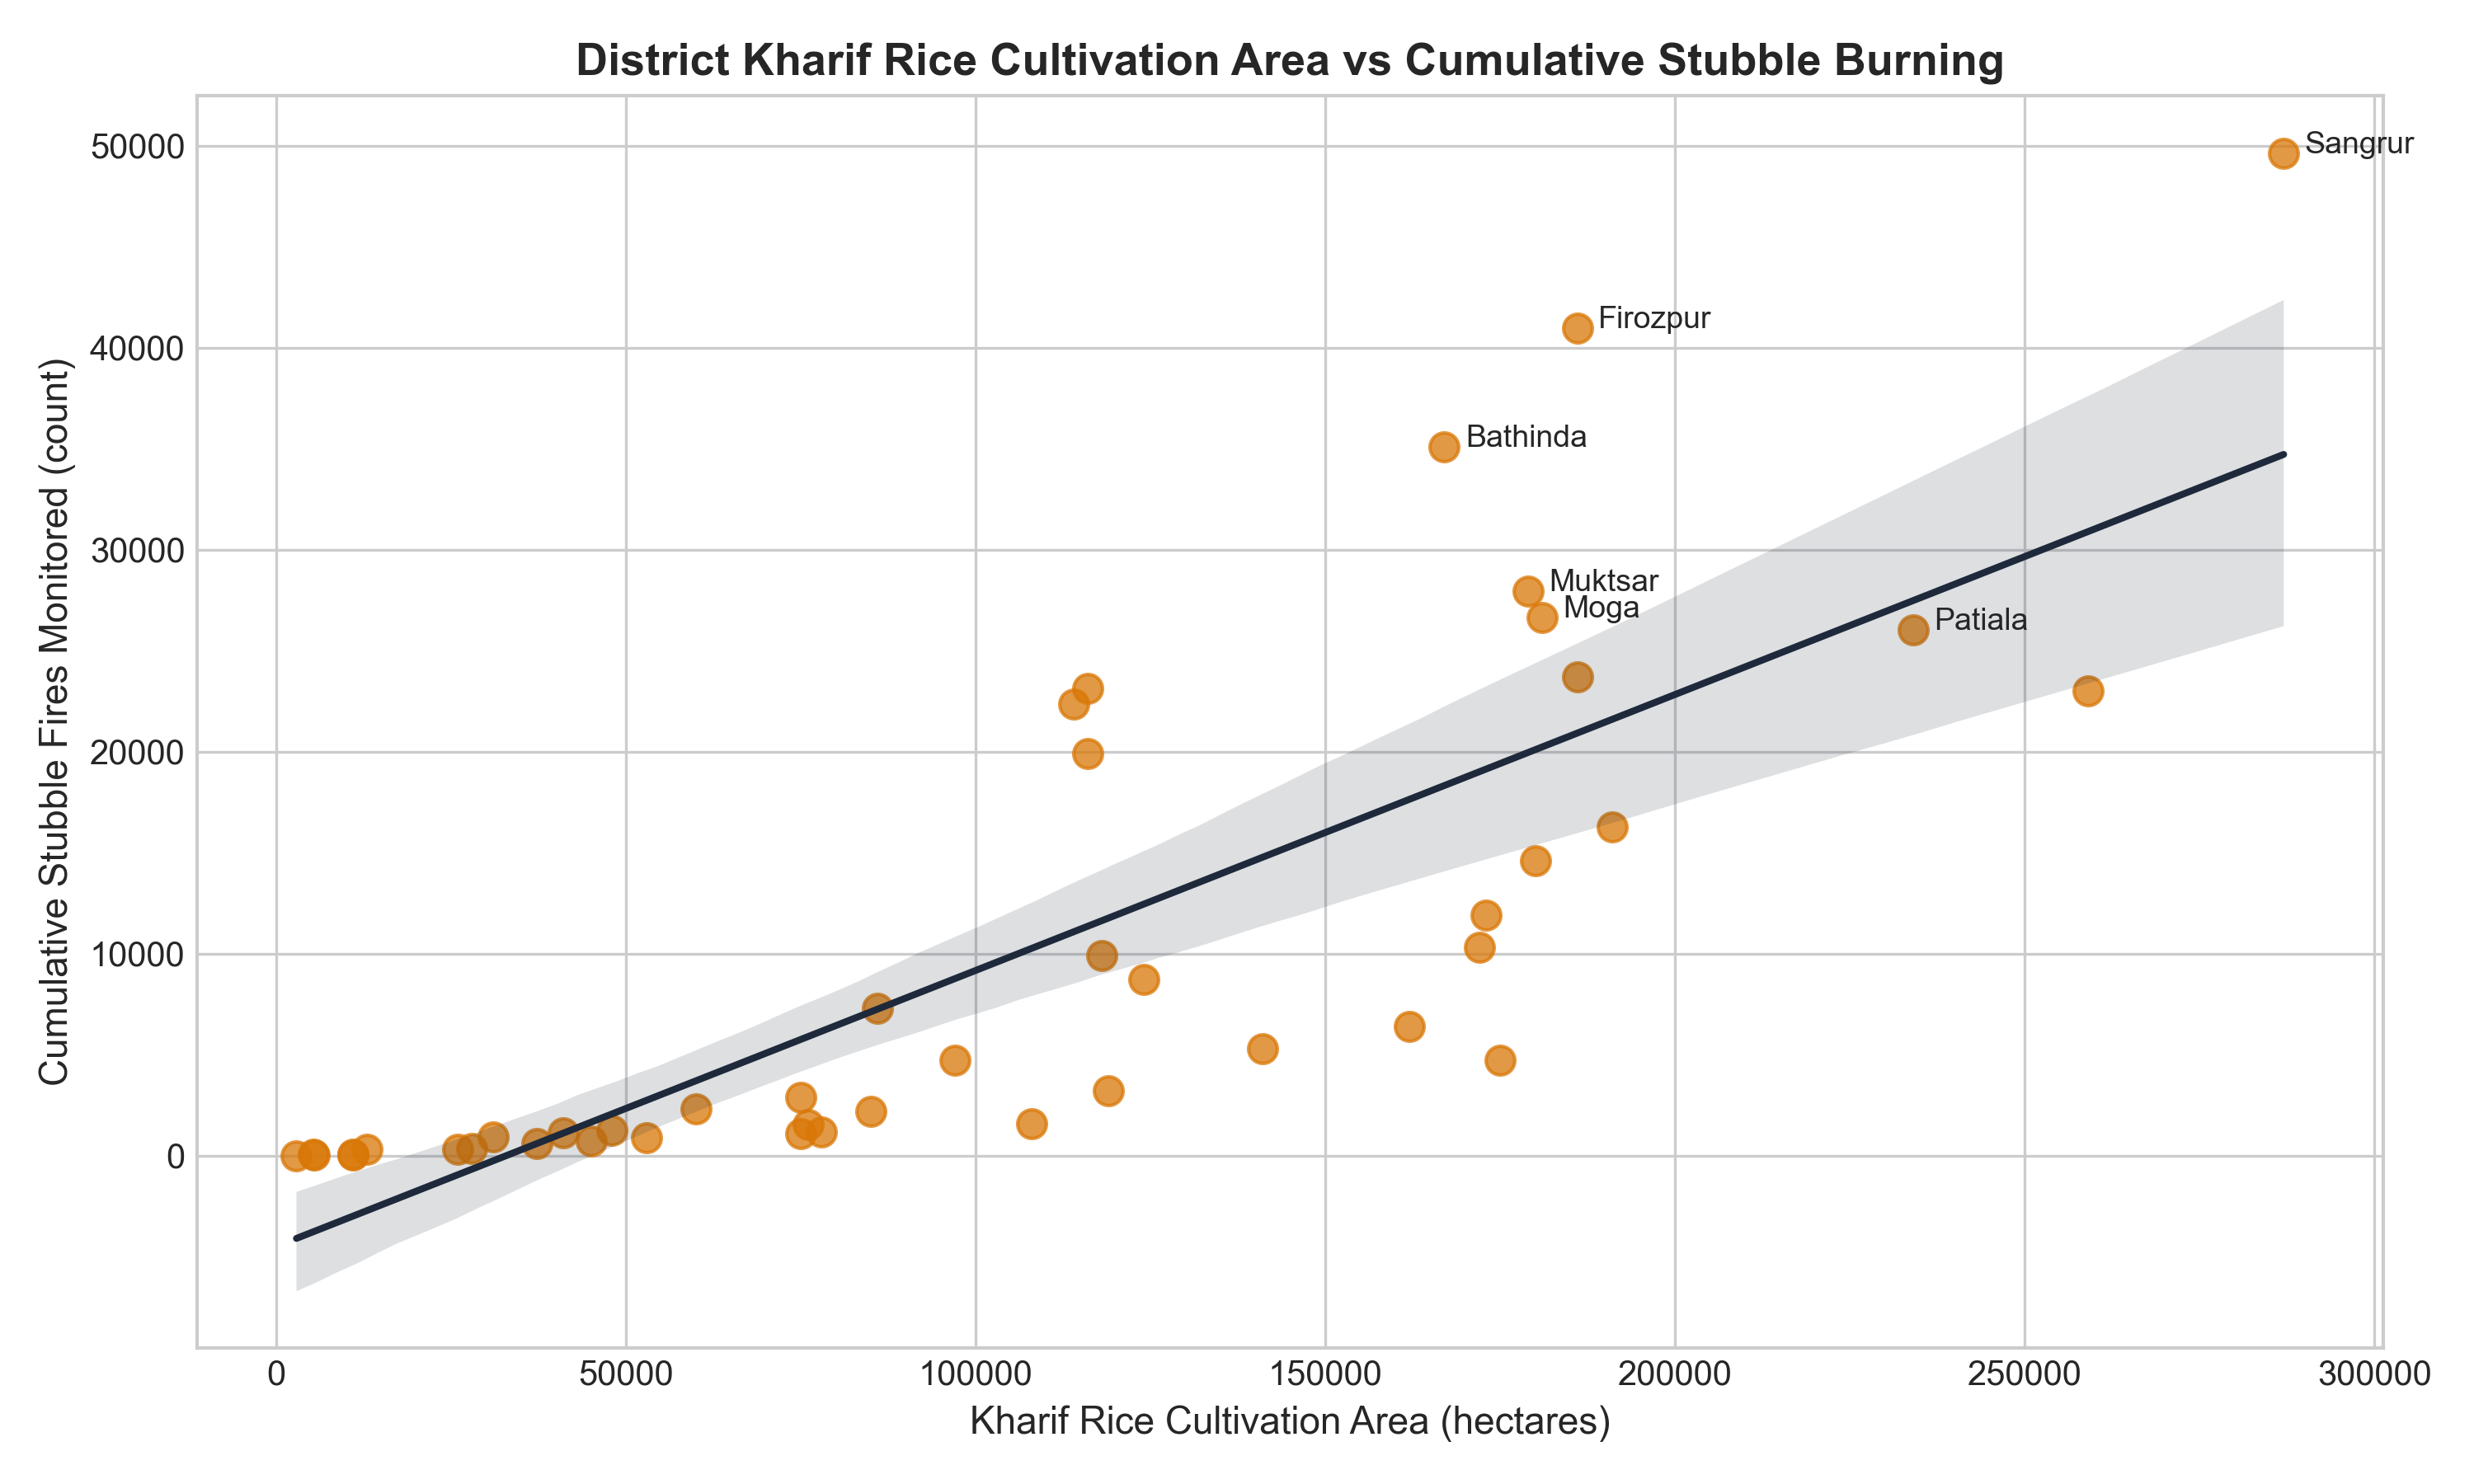 District Kharif Rice Cultivation Area vs Cumulative Stubble Burning
Cumulative Stubble Fires Monitored (count)
50000
40000
30000
20000
10000
0
Sangrur
Firozpur
Bathinda
Muktsar
Moga
Patiala
0 50000 100000 150000 200000 250000 300000
Kharif Rice Cultivation Area (hectares)